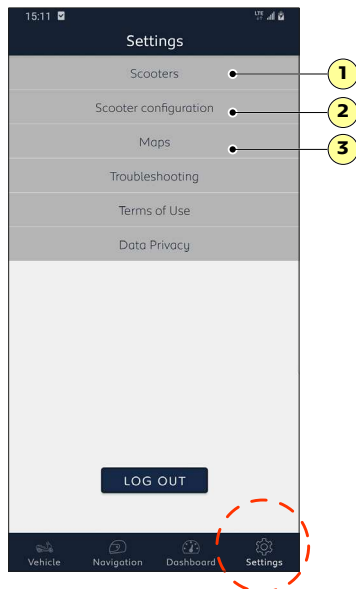 15:11 LTE
Settings
Scooters
1
Scooter configuration
2
Maps
3
Troubleshooting
Terms of Use
Data Privacy
LOG OUT
Vehicle Navigation Dashboard Settings